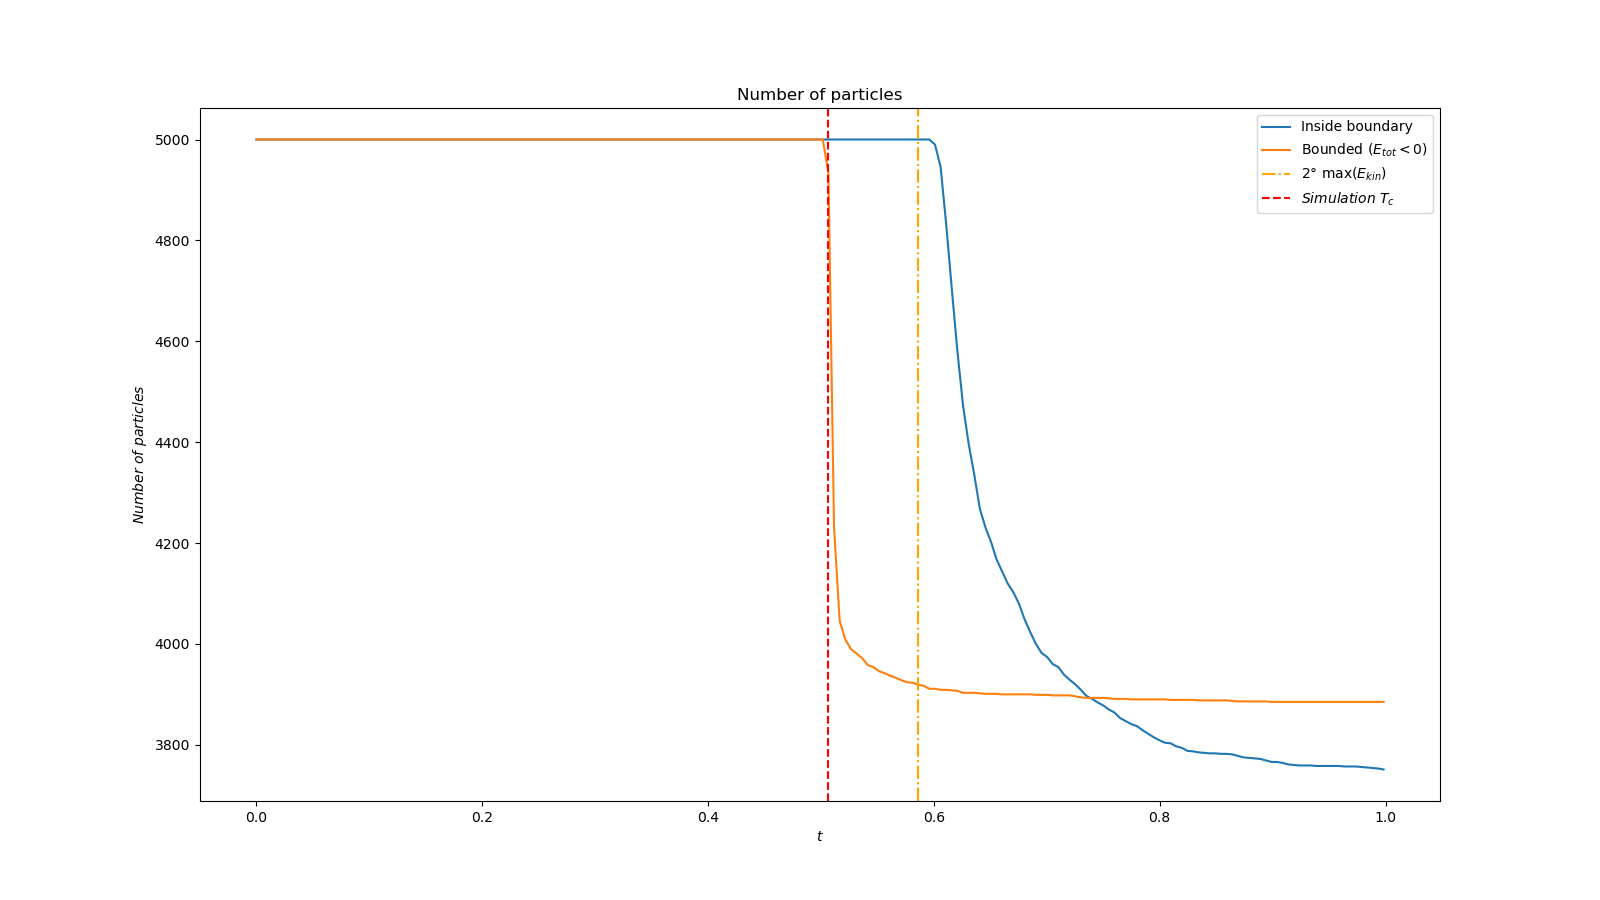 Number of particles
Inside boundary
Bounded (E_tot < 0)
2° max(E_kin)
Simulation T_c
5000
4800
4600
4400
4200
4000
3800
Number of particles
0.0 0.2 0.4 0.6 0.8 1.0
t